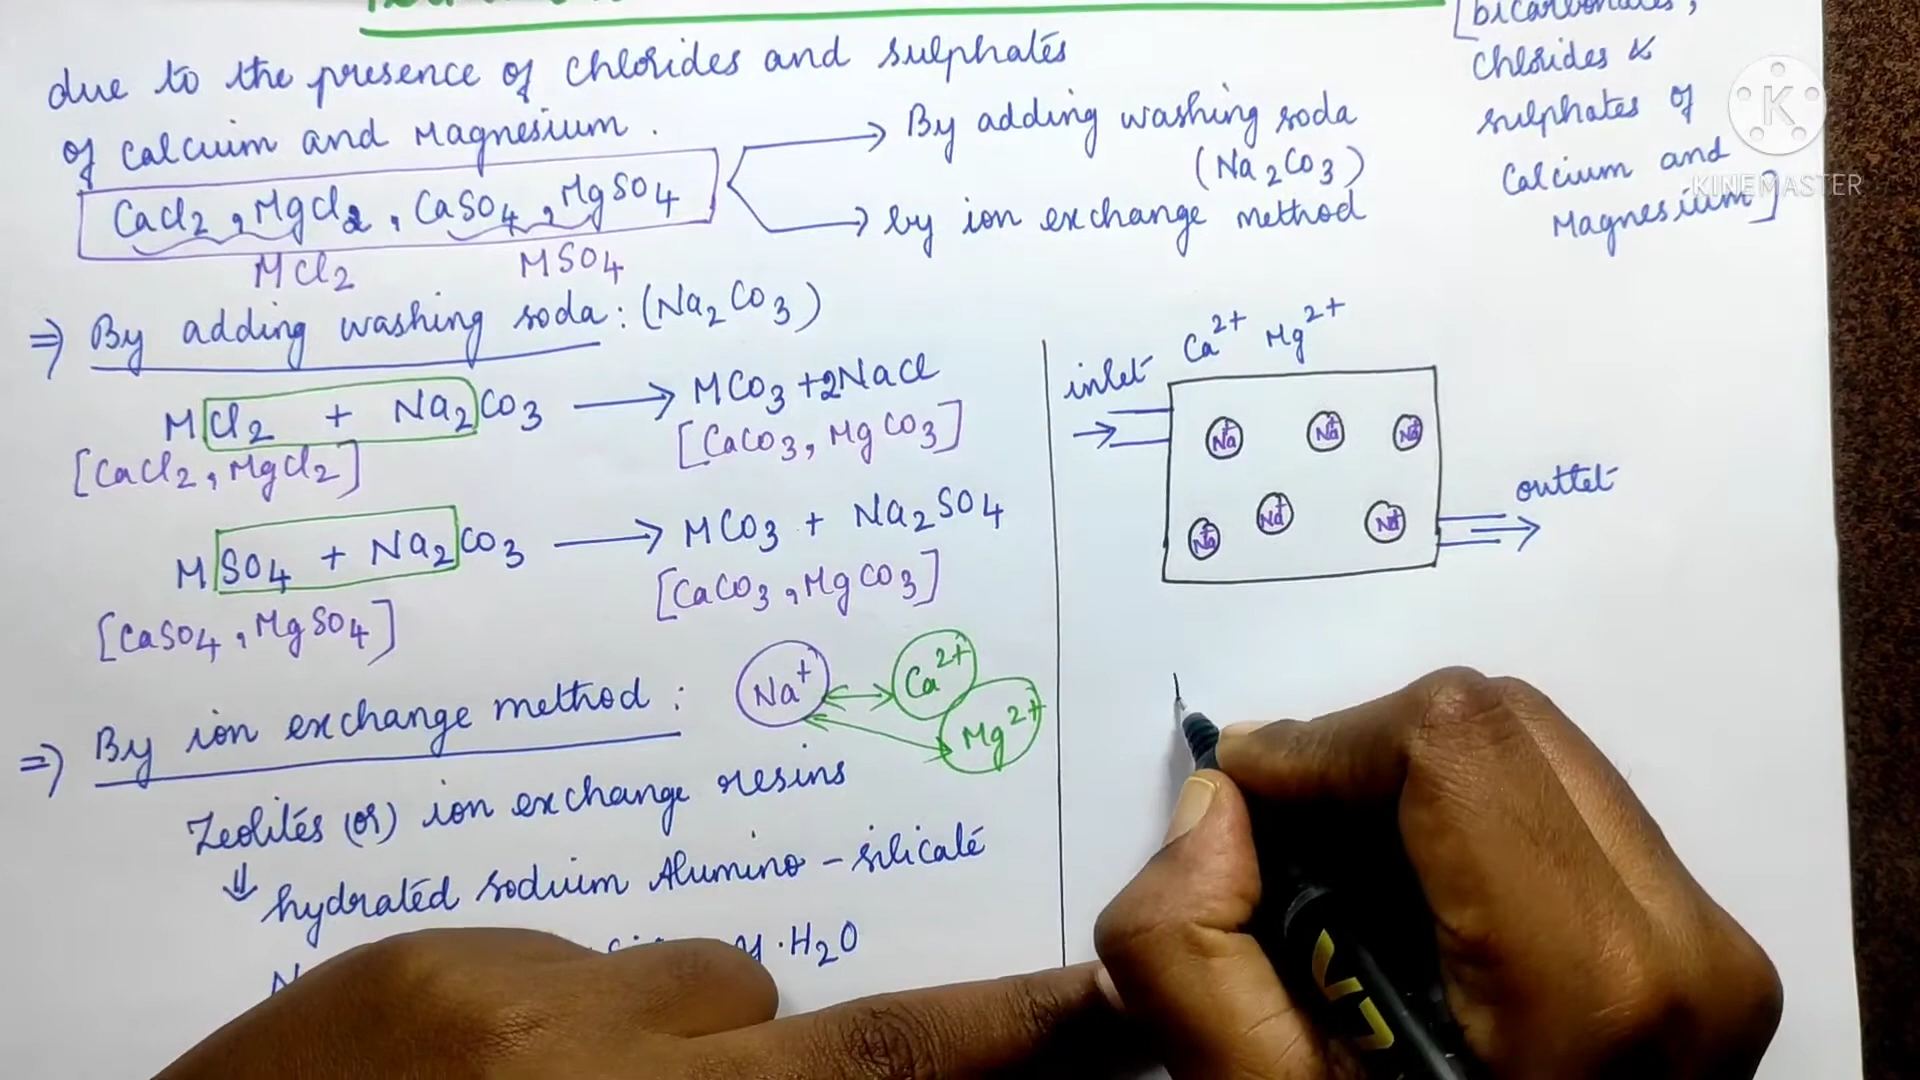 due to the presence of chlorides and sulphates
of calcium and Magnesium.
CaCl2, MgCl2, CaSO4, MgSO4
MCl2 MSO4
By adding washing soda
(Na2CO3)
by ion exchange method
[bicarbonates,
chlorides &
sulphates of
Calcium and
Magnesium]
K
KINEMASTER
⇒ By adding washing soda: (Na2CO3)
MCl2 + Na2CO3 → MCO3 + 2NaCl
[CaCl2, MgCl2] [CaCO3, MgCO3]
MSO4 + Na2CO3 → MCO3 + Na2SO4
[CaSO4, MgSO4] [CaCO3, MgCO3]
⇒ By ion exchange method :
Na+ Ca2+
Mg2+
Zeolites (or) ion exchange resins
⇓ hydrated sodium Alumino-silicate
·H2O
Ca2+ Mg2+
inlet
Na+ Na+ Na+
Na+ Na+ Na+
outlet